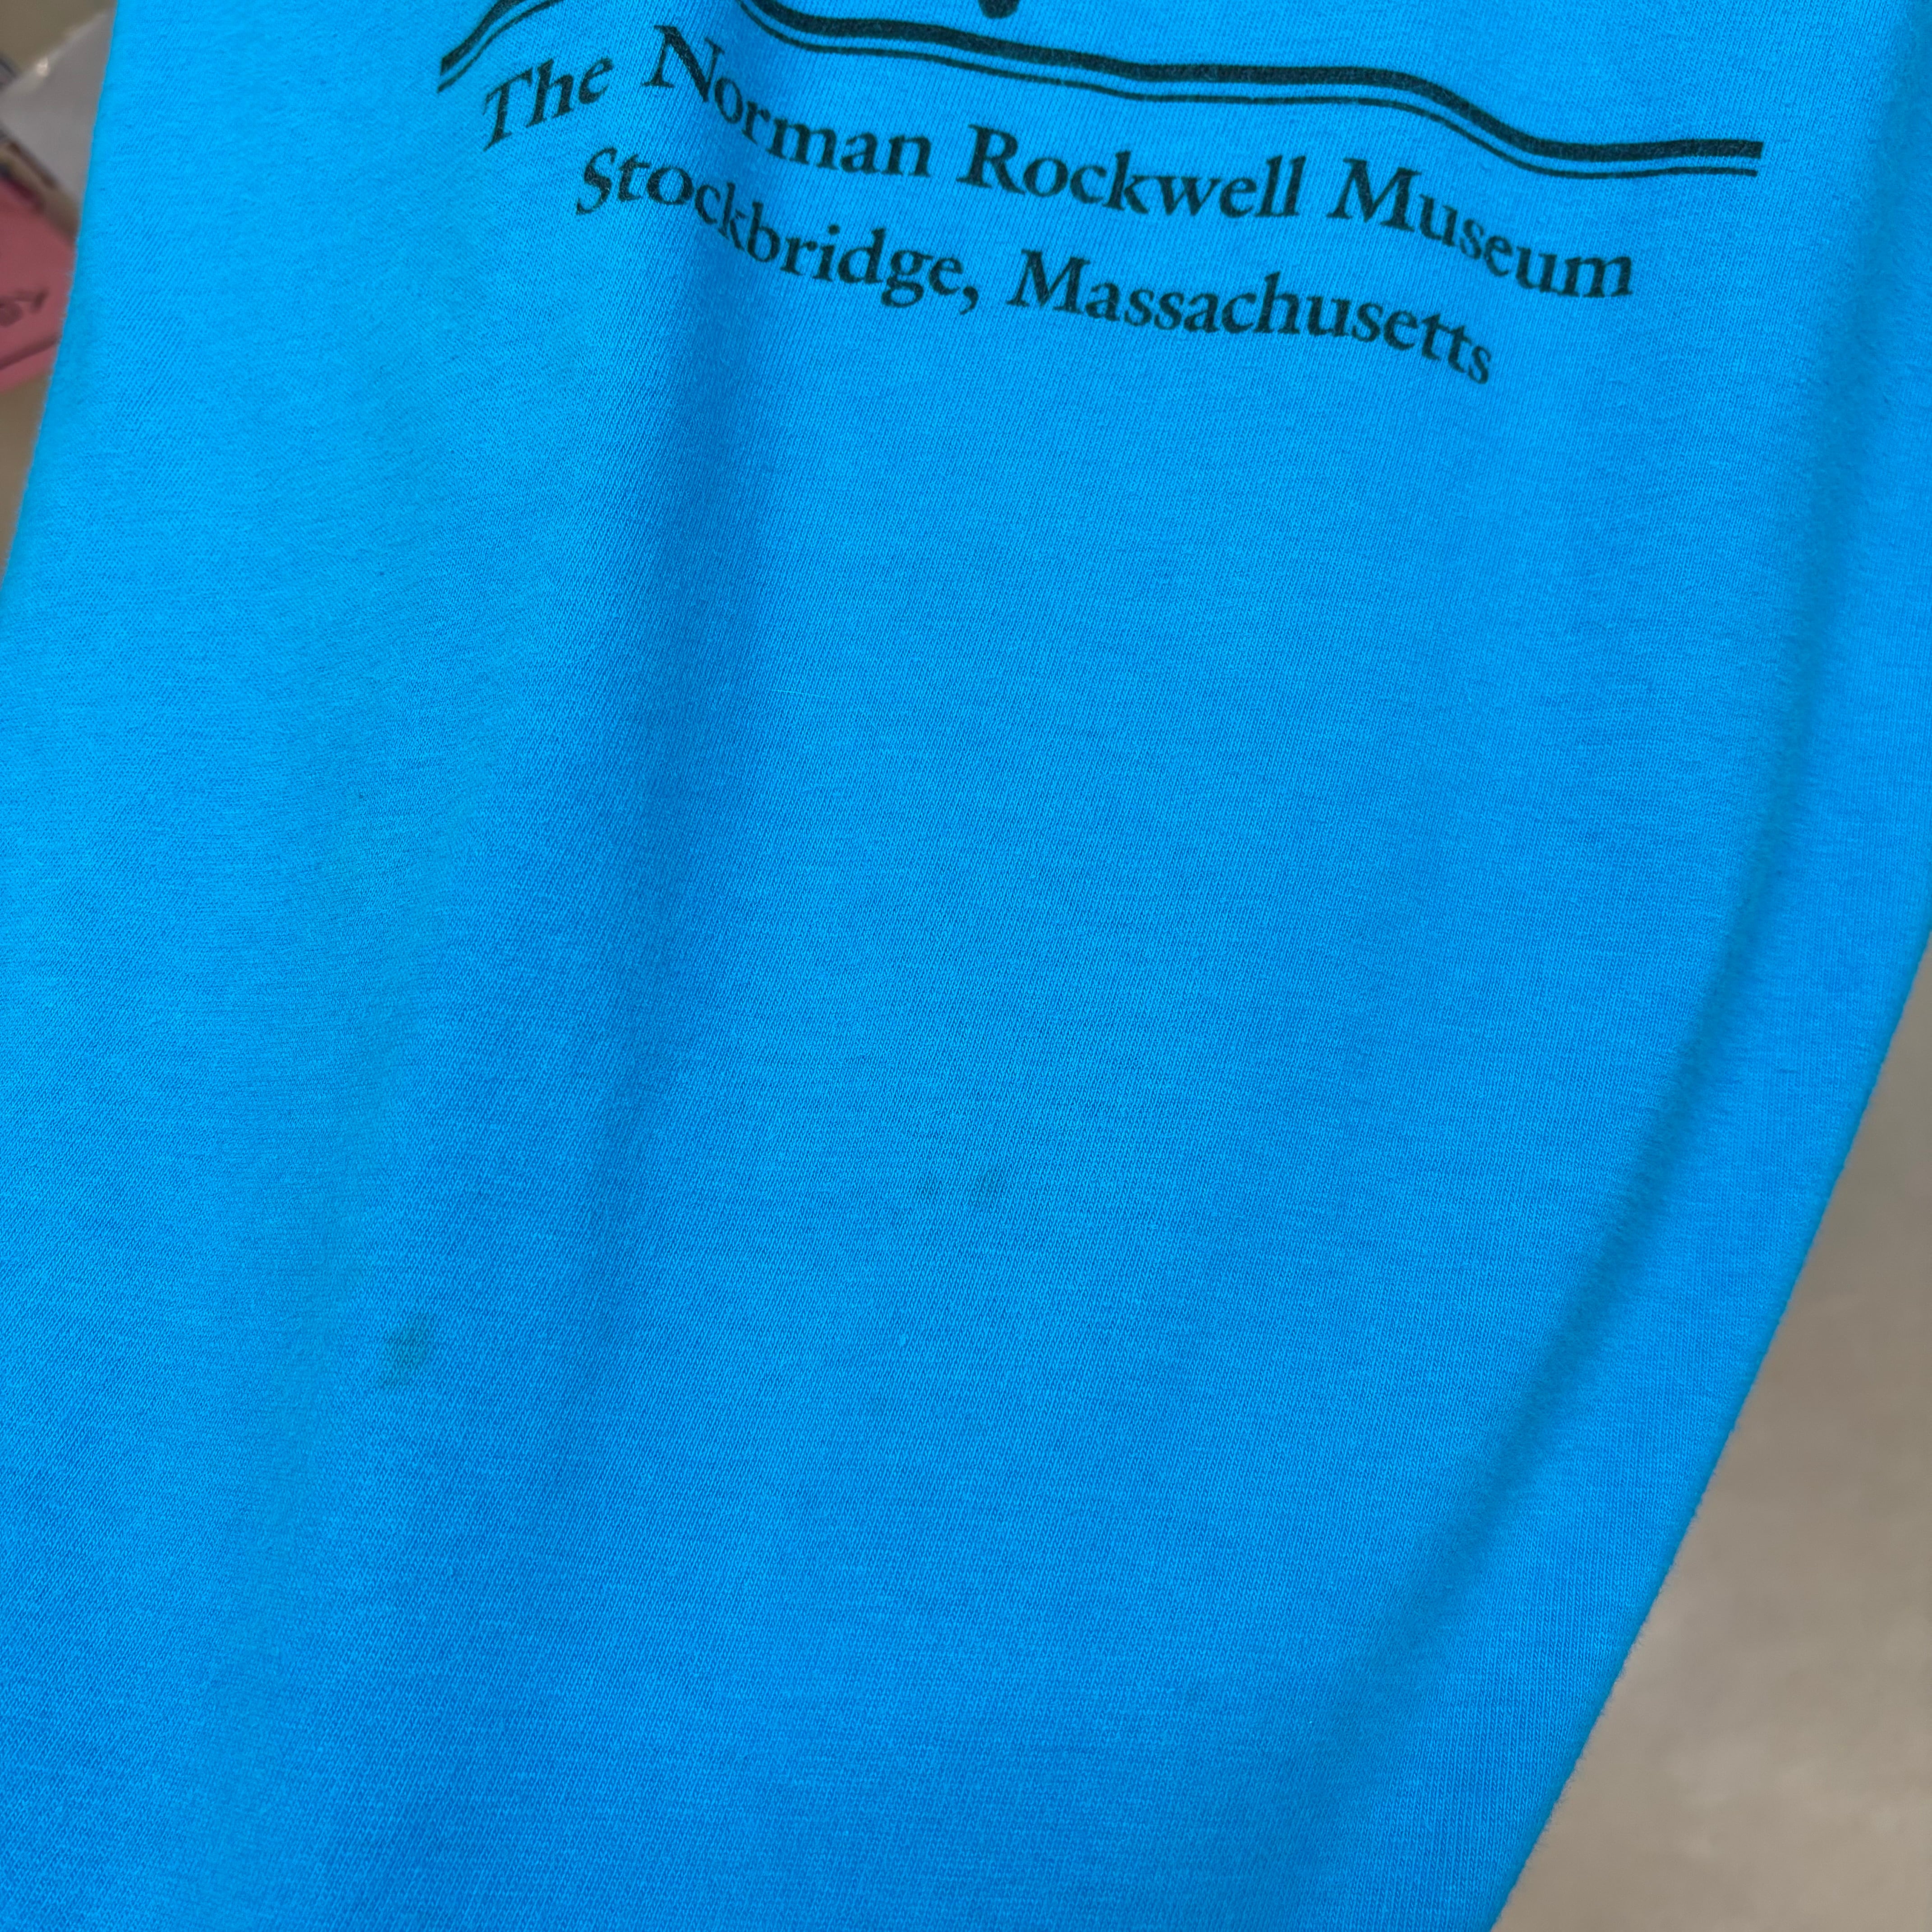 The Norman Rockwell Museum
Stockbridge, Massachusetts